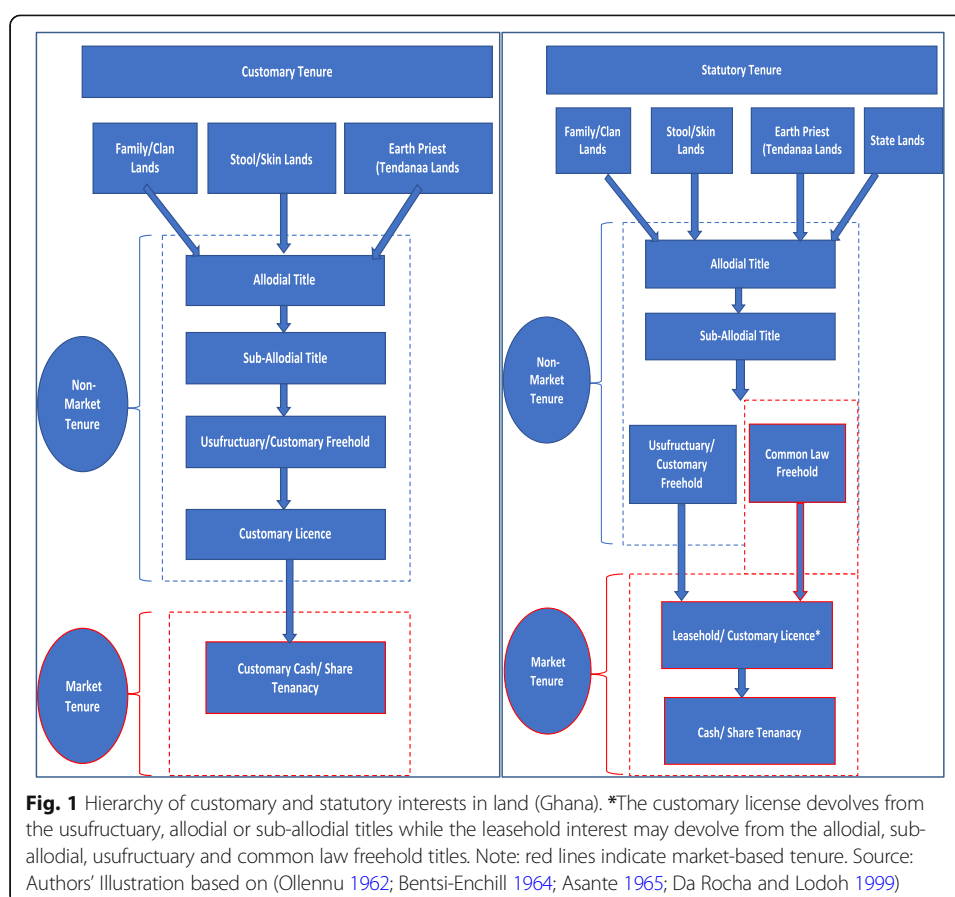 Customary Tenure
Family/Clan
Lands
Stool/Skin Lands
Earth Priest
(Tendanaa Lands
Allodial Title
Sub-Allodial Title
Usufructuary/Customary Freehold
Customary Licence
Non-
Market
Tenure
Customary Cash/ Share
Tenanacy
Market
Tenure
Statutory Tenure
Family/Clan
Lands
Stool/Skin
Lands
Earth Priest
(Tendanaa Lands
State Lands
Allodial Title
Sub-Allodial Title
Non-
Market
Tenure
Usufructuary/
Customary
Freehold
Common Law
Freehold
Leasehold/ Customary Licence*
Market
Tenure
Cash/ Share Tenanacy
Fig. 1 Hierarchy of customary and statutory interests in land (Ghana). *The customary license devolves from
the usufructuary, allodial or sub-allodial titles while the leasehold interest may devolve from the allodial, sub-
allodial, usufructuary and common law freehold titles. Note: red lines indicate market-based tenure. Source:
Authors' Illustration based on (Ollennu 1962; Bentsi-Enchill 1964; Asante 1965; Da Rocha and Lodoh 1999)